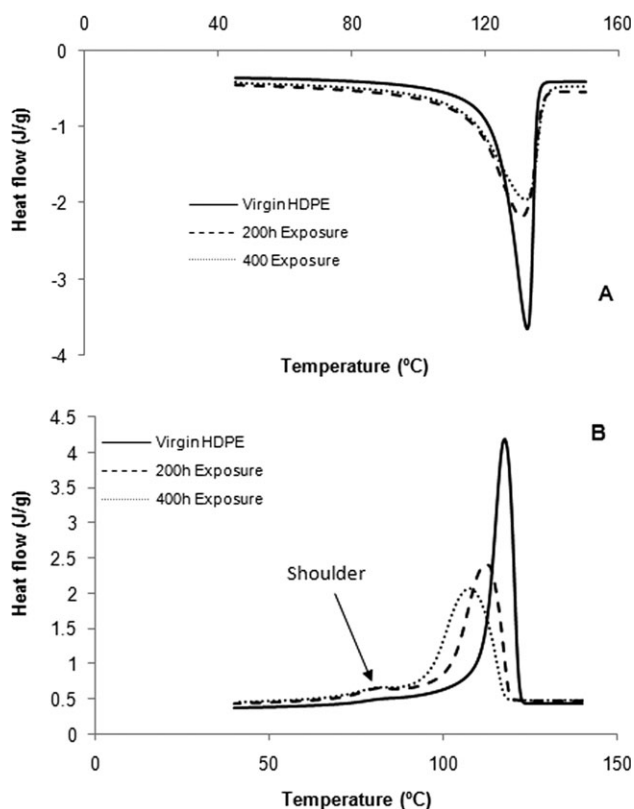 0 40 80 120 150
0
-1
-2
-3
-4
Heat flow (J/g)
Virgin HDPE
200h Exposure
400 Exposure
A
Temperature (ºC)
4.5
4
3.5
3
2.5
2
1.5
1
0.5
0
Heat flow (J/g)
B
Virgin HDPE
200h Exposure
400h Exposure
Shoulder
0 50 100 150
Temperature (ºC)